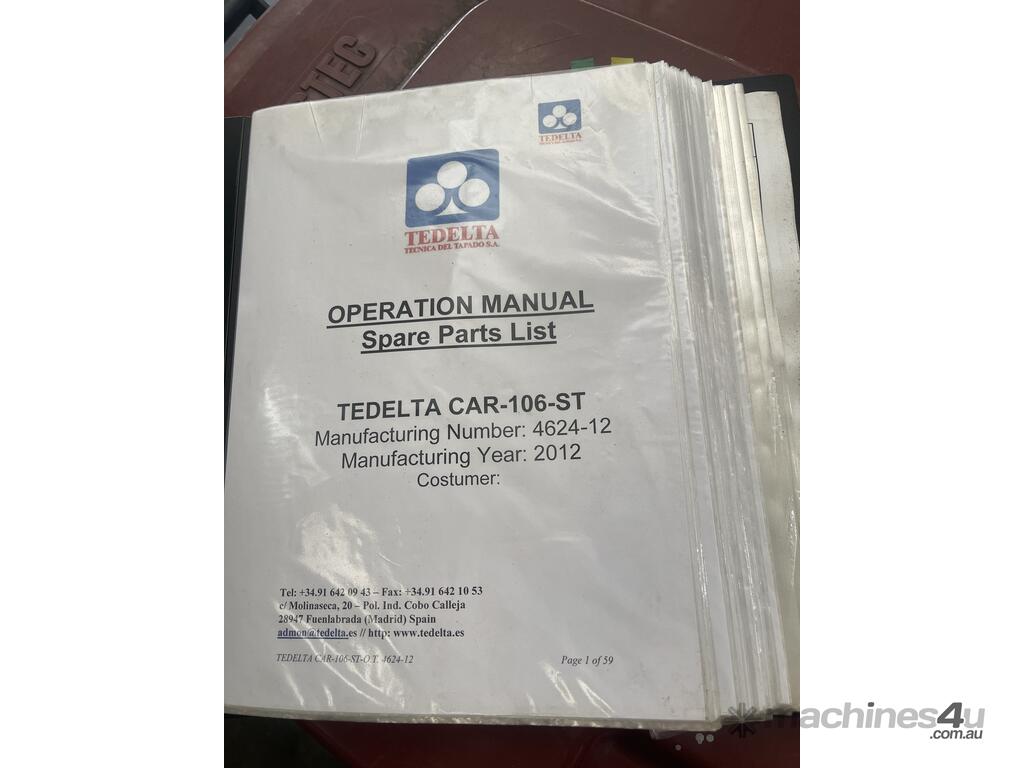 TEDELTA
TEDELTA
TECNICA DEL TAPADO S.A.
OPERATION MANUAL
Spare Parts List
TEDELTA CAR-106-ST
Manufacturing Number: 4624-12
Manufacturing Year: 2012
Costumer:
Tel: +34.91 642 09 43 – Fax: +34.91 642 10 53
c/ Molinaseca, 20 – Pol. Ind. Cobo Calleja
28947 Fuenlabrada (Madrid) Spain
admon@tedelta.es // http: www.tedelta.es
TEDELTA CAR-106-ST-O.T. 4624-12
Page 1 of 59
machines4u
.com.au